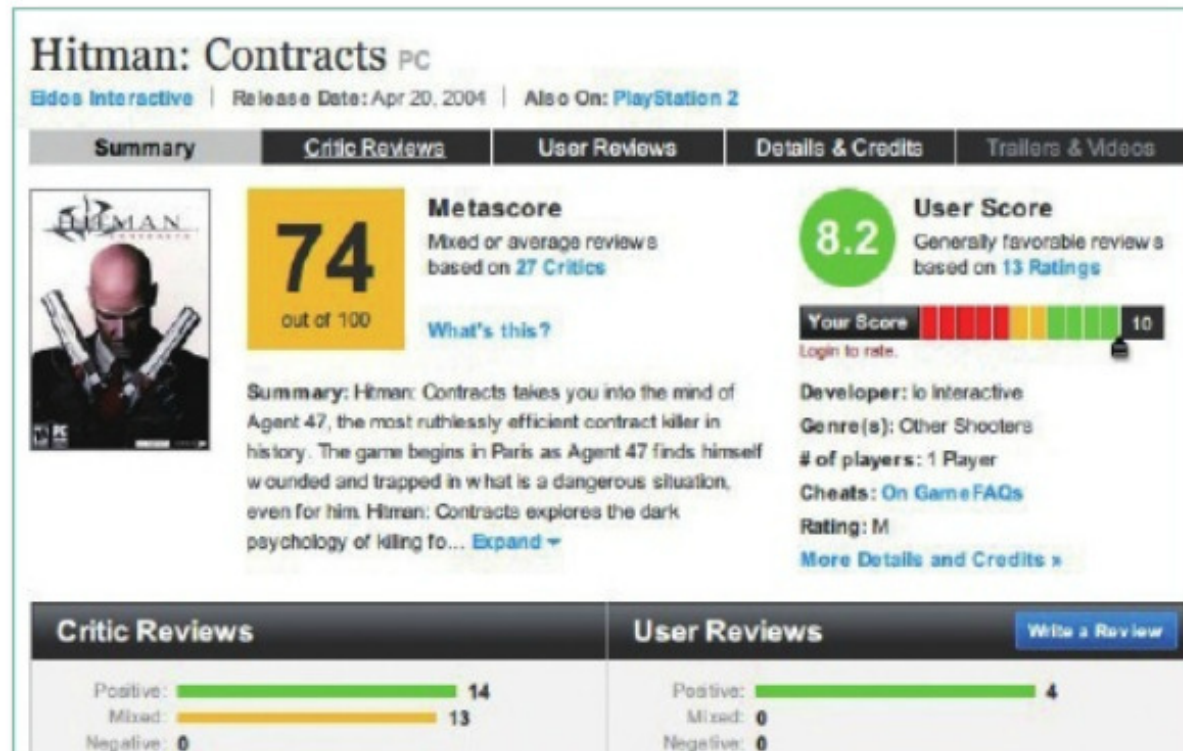 Hitman: Contracts PC
Eidos Interactive | Release Date: Apr 20, 2004 | Also On: PlayStation 2
Summary Critic Reviews User Reviews Details & Credits Trailers & Videos
HITMAN
CONTRACTS
74
out of 100
Metascore
Mixed or average reviews
based on 27 Critics
What's this?
8.2
User Score
Generally favorable reviews
based on 13 Ratings
Your Score 10
Login to rate.
Summary: Hitman: Contracts takes you into the mind of
Agent 47, the most ruthlessly efficient contract killer in
history. The game begins in Paris as Agent 47 finds himself
wounded and trapped in what is a dangerous situation,
even for him. Hitman: Contracts explores the dark
psychology of killing fo... Expand
Developer: Io Interactive
Genre(s): Other Shooters
# of players: 1 Player
Cheats: On GameFAQs
Rating: M
More Details and Credits »
Critic Reviews
Positive: 14
Mixed: 13
Negative: 0
User Reviews Write a Review
Positive: 4
Mixed: 0
Negative: 0